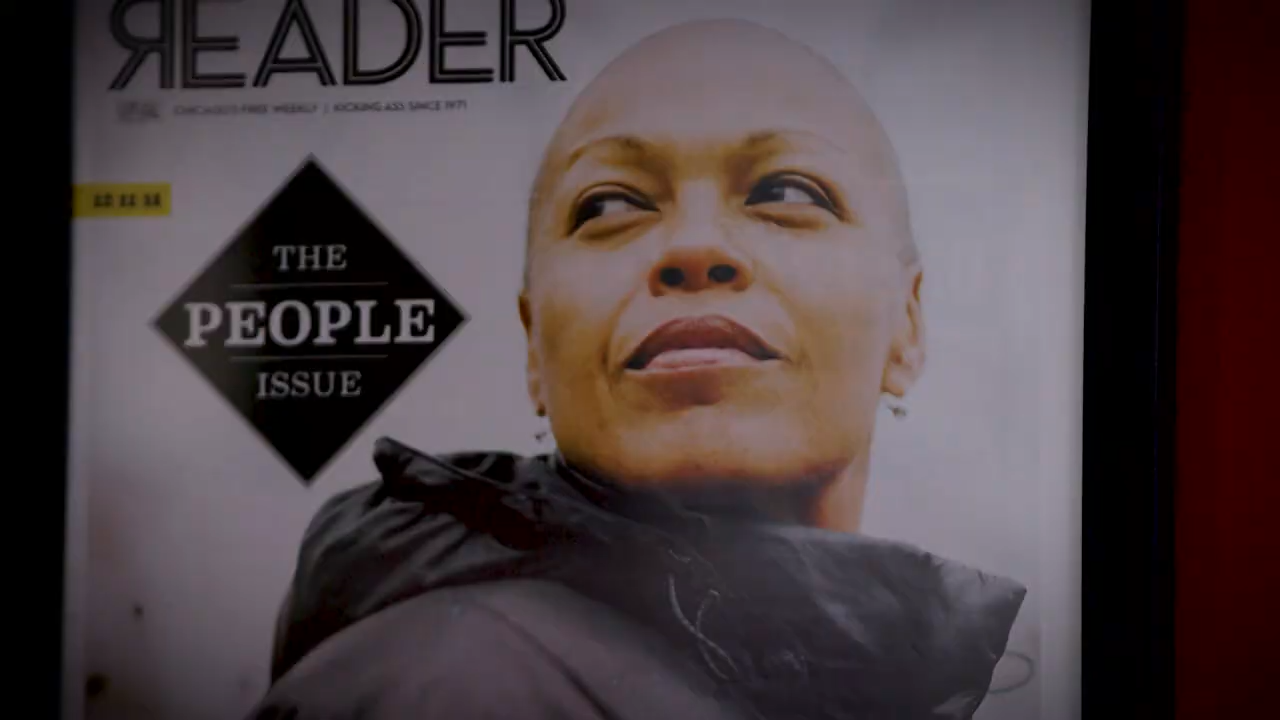 READER
CHICAGO'S FREE WEEKLY | KICKING ASS SINCE 1971
THE
PEOPLE
ISSUE